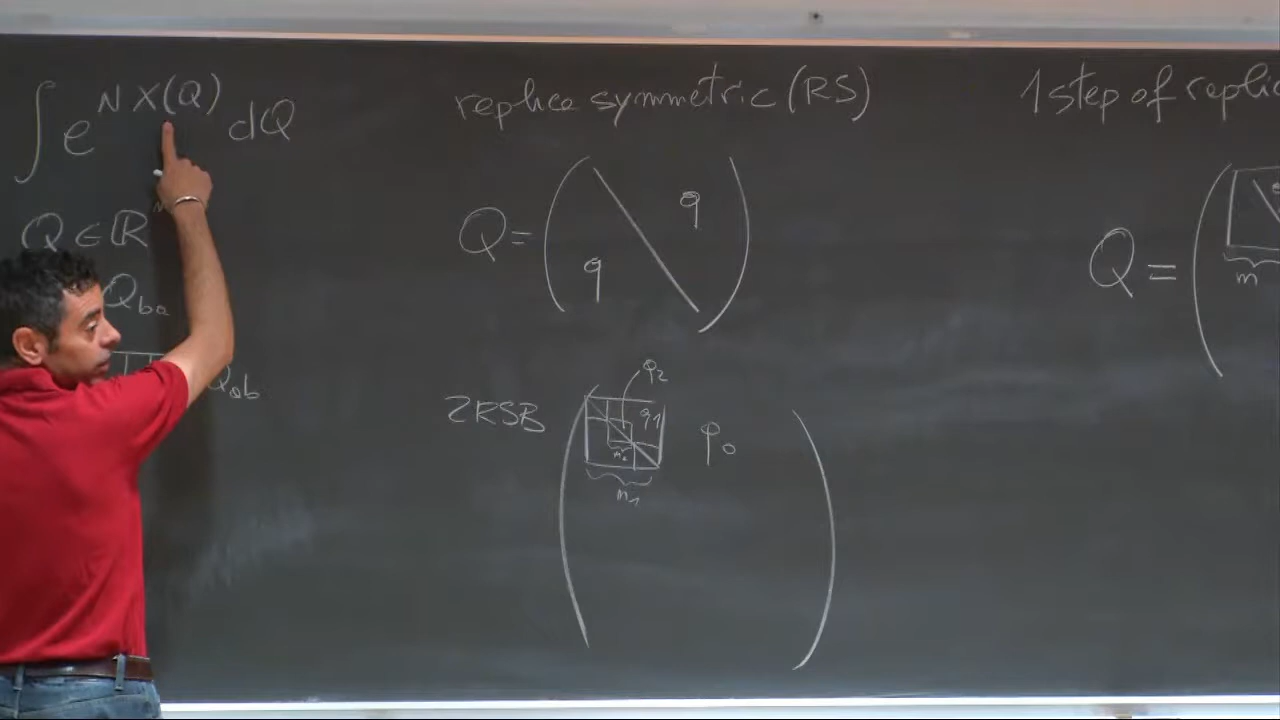 ∫ e^{N X(Q)} dQ
Q ∈ ℝ
Q_{ba}
Q_{ab}
replica symmetric (RS)
Q = ( \ q
q )
2RSB
q_2
q_1
m_2
m_1
q_0
1 step of replic
Q = (
m